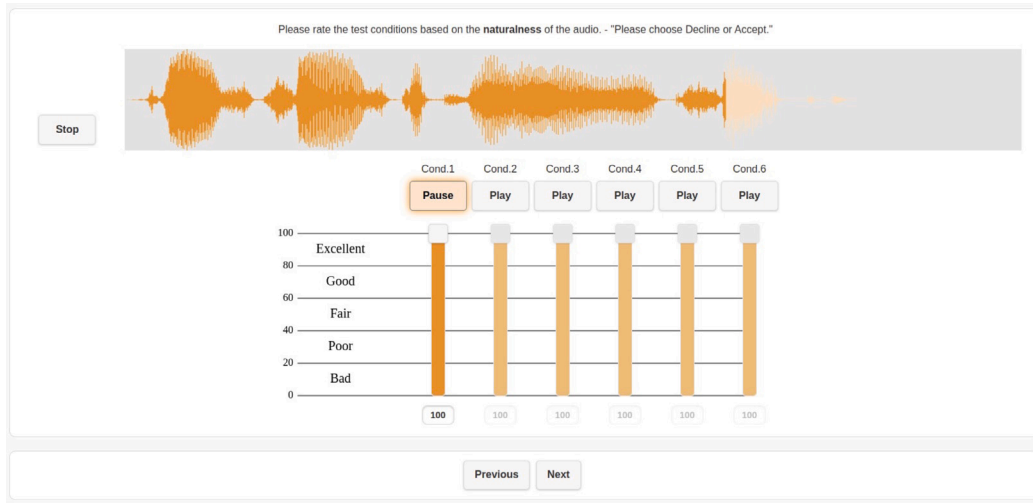 Please rate the test conditions based on the naturalness of the audio. - "Please choose Decline or Accept."
Stop
Cond.1 Cond.2 Cond.3 Cond.4 Cond.5 Cond.6
Pause Play Play Play Play Play
100
Excellent
80
Good
60
Fair
40
Poor
20
Bad
0
100 100 100 100 100 100
Previous Next